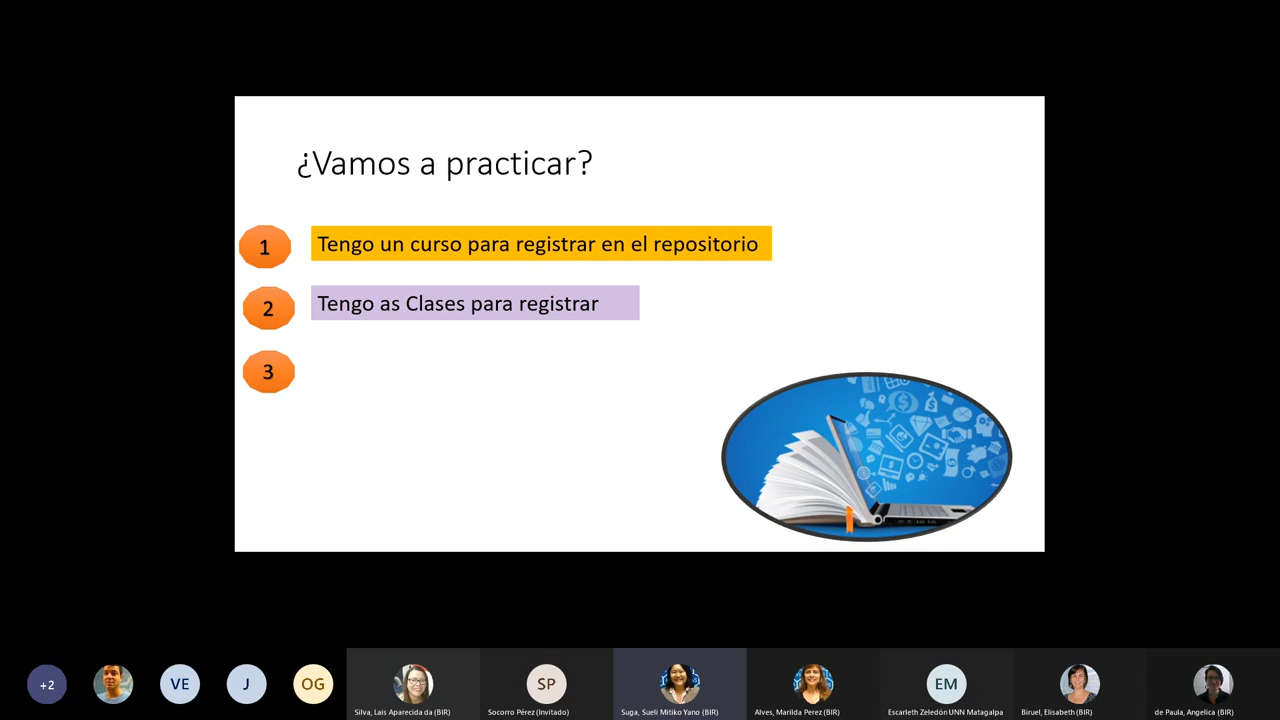 ¿Vamos a practicar?
1
Tengo un curso para registrar en el repositorio
2
Tengo as Clases para registrar
3
+2
VE
J
OG
SP
EM
Silva, Lais Aparecida da (BIR)
Socorro Pérez (Invitado)
Suga, Sueli Mitiko Yano (BIR)
Alves, Marilda Perez (BIR)
Escarleth Zeledón UNN Matagalpa
Biruel, Elisabeth (BIR)
de Paula, Angelica (BIR)